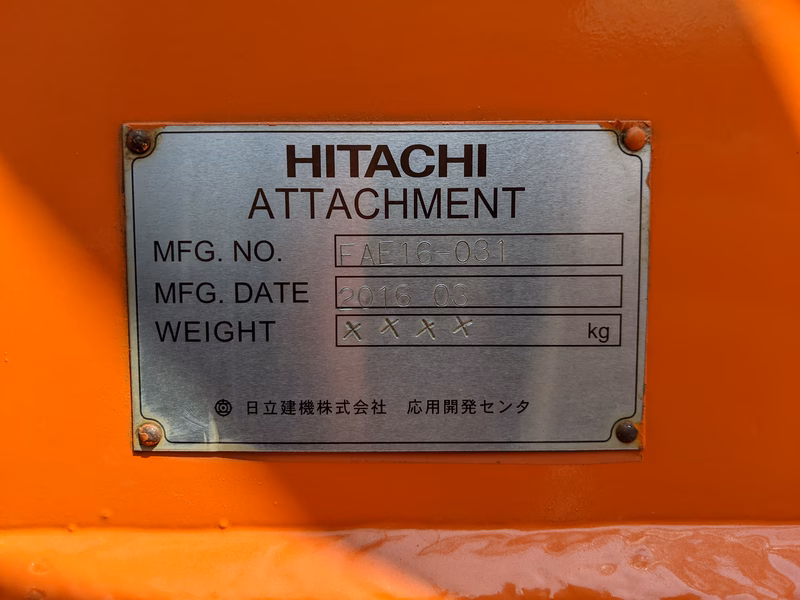 HITACHI
ATTACHMENT
MFG. NO. EAE16-031
MFG. DATE 2016 03
WEIGHT ×××× kg
日立建機株式会社 応用開発センタ